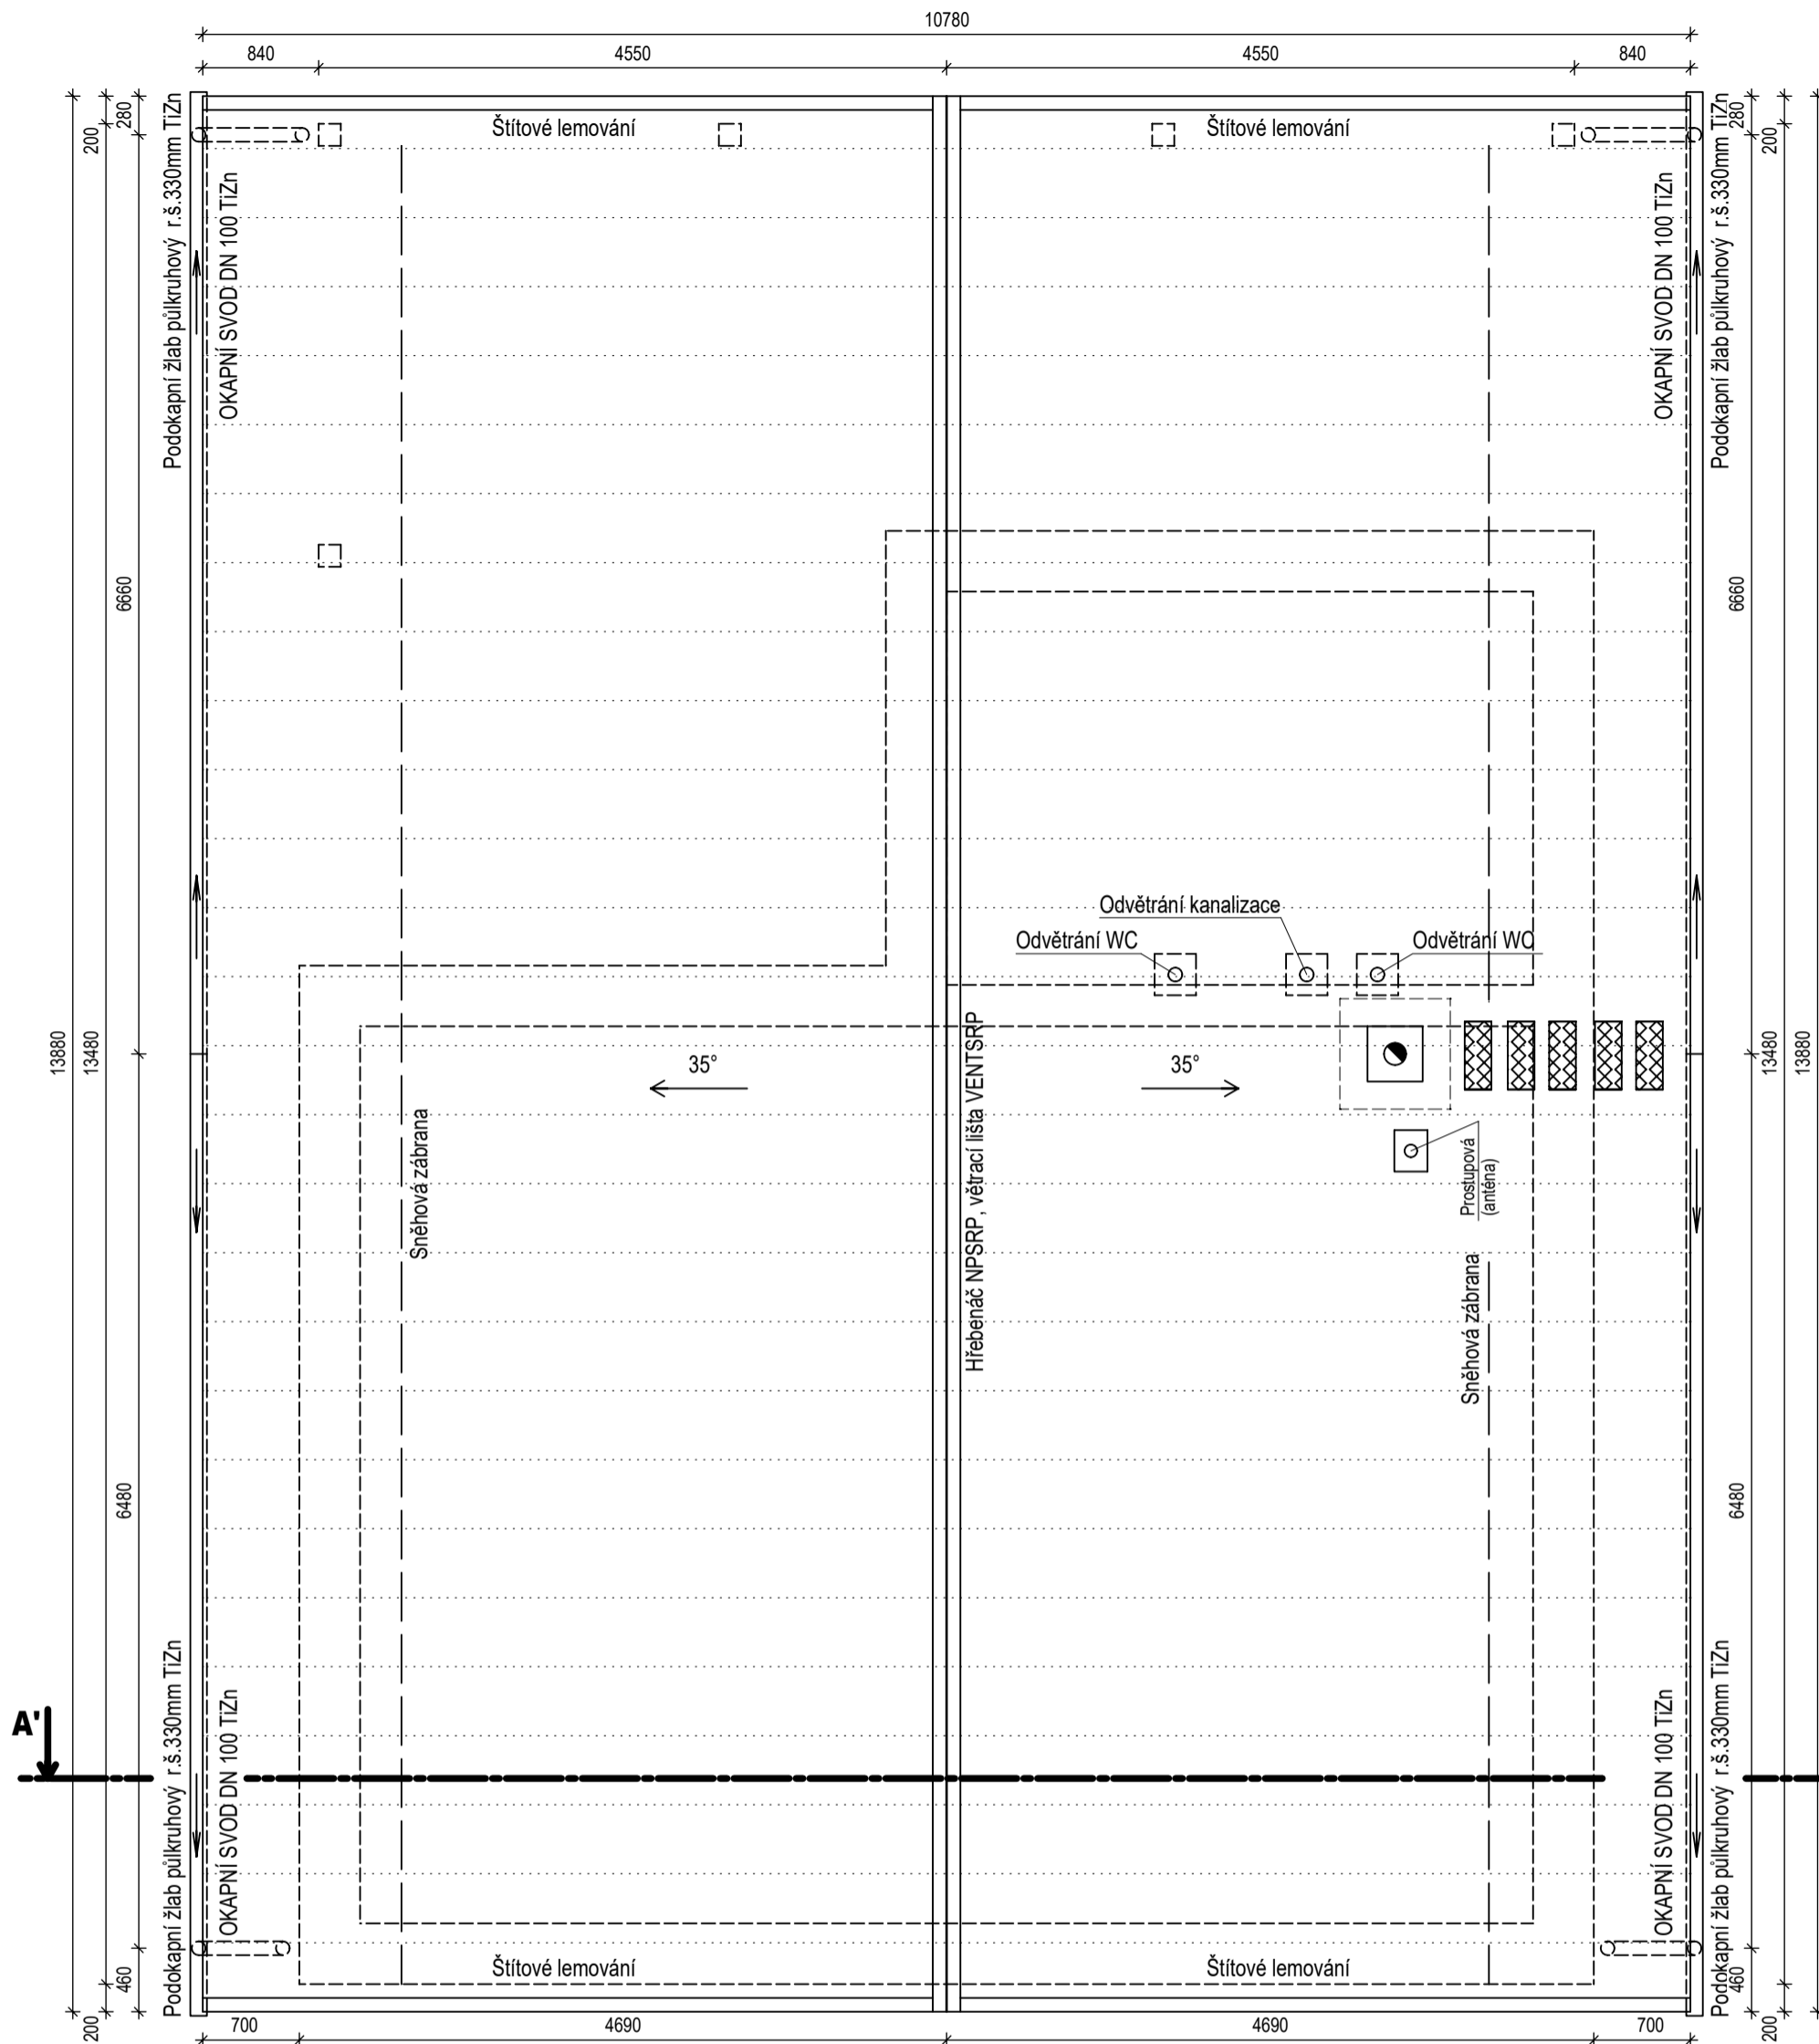 10780
840
4550
4550
840
280
200
Podokapní žlab půlkruhový r.š.330mm TiZn
OKAPNÍ SVOD DN 100 TiZn
Štítové lemování
Štítové lemování
OKAPNÍ SVOD DN 100 TiZn
Podokapní žlab půlkruhový r.š.330mm TiZn
280
200
6660
6660
Odvětrání kanalizace
Odvětrání WC
Odvětrání WC
13880
13480
35°
35°
Hřebenáč NPSRP, větrací lišta VENTSRP
13480
13880
Sněhová zábrana
Prostupová
(anténa)
Sněhová zábrana
6480
6480
A'
Podokapní žlab půlkruhový r.š.330mm TiZn
OKAPNÍ SVOD DN 100 TiZn
OKAPNÍ SVOD DN 100 TiZn
Podokapní žlab půlkruhový r.š.330mm TiZn
Štítové lemování
Štítové lemování
460
460
200
700
4690
4690
700
200